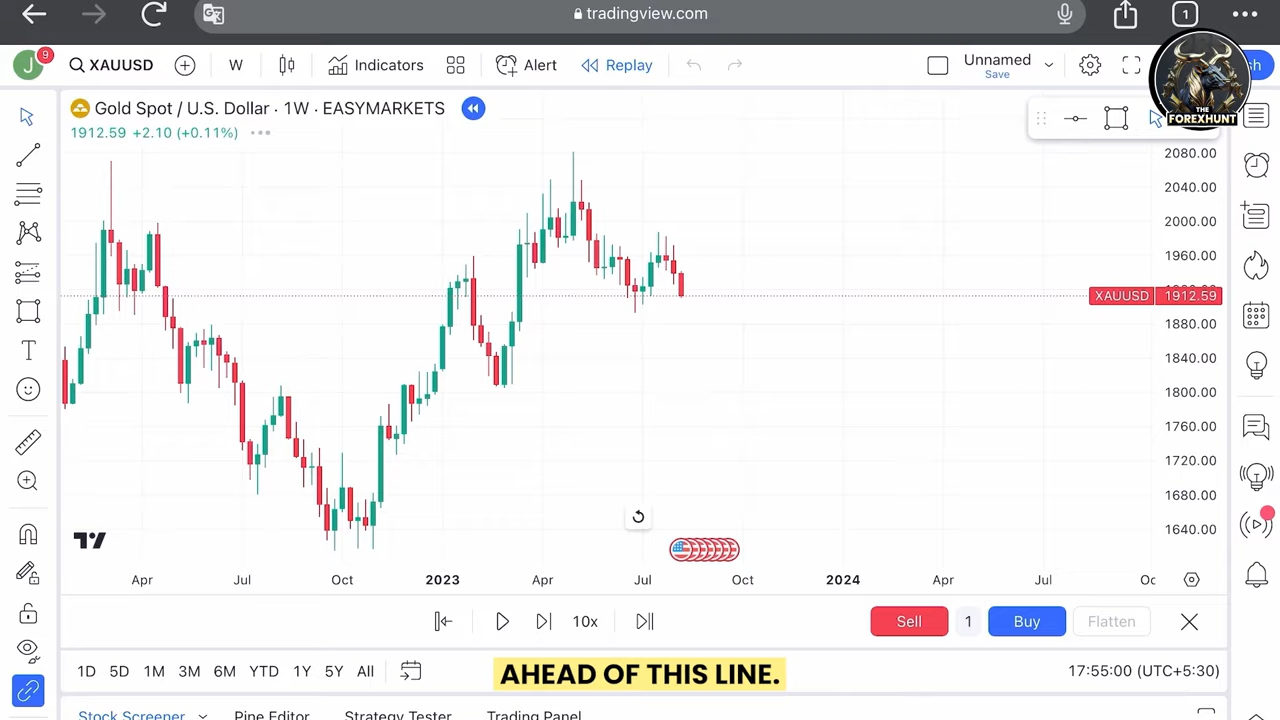 tradingview.com
1
J
9
XAUUSD
W
Indicators
Alert
Replay
Unnamed
Save
sh
THE
FOREXHUNT
Gold Spot / U.S. Dollar · 1W · EASYMARKETS
1912.59 +2.10 (+0.11%)
2080.00
2040.00
2000.00
1960.00
XAUUSD 1912.59
1880.00
1840.00
1800.00
1760.00
1720.00
1680.00
1640.00
Apr Jul Oct 2023 Apr Jul Oct 2024 Apr Jul Oc
10x
Sell 1 Buy Flatten
1D 5D 1M 3M 6M YTD 1Y 5Y All
AHEAD OF THIS LINE.
17:55:00 (UTC+5:30)
Stock Screener Pine Editor Strategy Tester Trading Panel